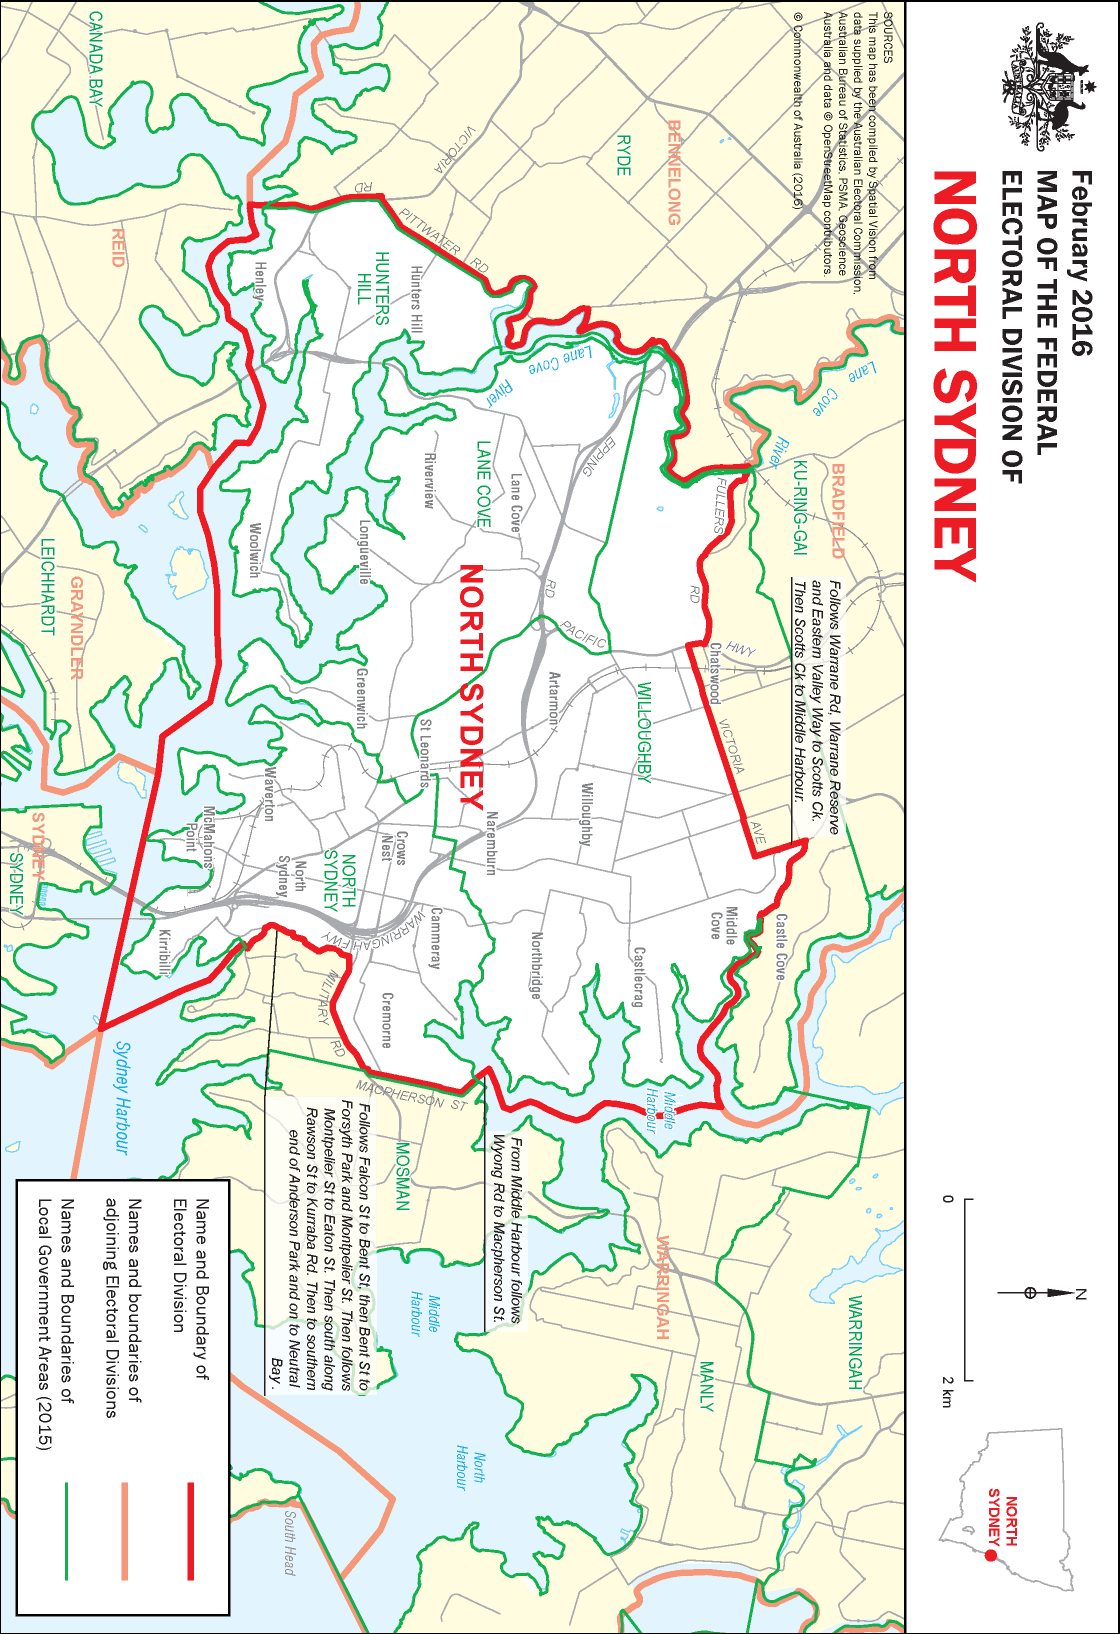 February 2016
MAP OF THE FEDERAL
ELECTORAL DIVISION OF
NORTH SYDNEY
0
2 km
N
NORTH
SYDNEY
SOURCES
This map has been compiled by Spatial Vision from
data supplied by the Australian Electoral Commission,
Australian Bureau of Statistics, PSMA, Geoscience
Australia and data © OpenStreetMap contributors.
© Commonwealth of Australia (2016)
BENNELONG
RYDE
Lane
Cove
River
KU-RING-GAI
BRADFIELD
Follows Warrane Rd, Warrane Reserve
and Eastern Valley Way to Scotts Ck.
Then Scotts Ck to Middle Harbour.
WARRINGAH
VICTORIA
RD
PITTWATER RD
Lane Cove
River
EPPING
RD
FULLERS
RD
PACIFIC
HWY
Chatswood
VICTORIA
AVE
Castle Cove
Middle
Cove
Middle
Harbour
WILLOUGHBY
Artarmon
Willoughby
Castlecrag
Northbridge
Naremburn
NORTH SYDNEY
LANE COVE
Lane Cove
Riverview
Longueville
Hunters Hill
HUNTERS
HILL
Henley
Woolwich
Greenwich
St Leonards
Cammeray
Crows
Nest
WARRINGAH FWY
Cremorne
NORTH
SYDNEY
North
Sydney
Waverton
McMahons
Point
Kirribilli
MILITARY
RD
MACPHERSON ST
From Middle Harbour follows
Wyong Rd to Macpherson St.
MOSMAN
Follows Falcon St to Bent St, then Bent St to
Forsyth Park and Montpelier St. Then follows
Montpelier St to Eaton St. Then south along
Rawson St to Kurraba Rd. Then to southern
end of Anderson Park and on to Neutral
Bay .
WARRINGAH
MANLY
Middle
Harbour
North
Harbour
South Head
Sydney Harbour
CANADA BAY
REID
LEICHHARDT
GRAYNDLER
SYDNEY
SYDNEY
Name and Boundary of
Electoral Division
Names and boundaries of
adjoining Electoral Divisions
Names and Boundaries of
Local Government Areas (2015)